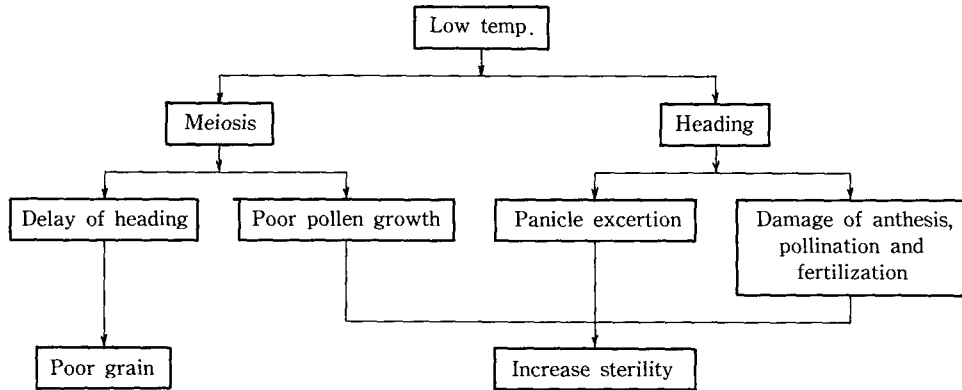 Low temp.
Meiosis
Heading
Delay of heading
Poor pollen growth
Panicle excertion
Damage of anthesis,
pollination and
fertilization
Poor grain
Increase sterility